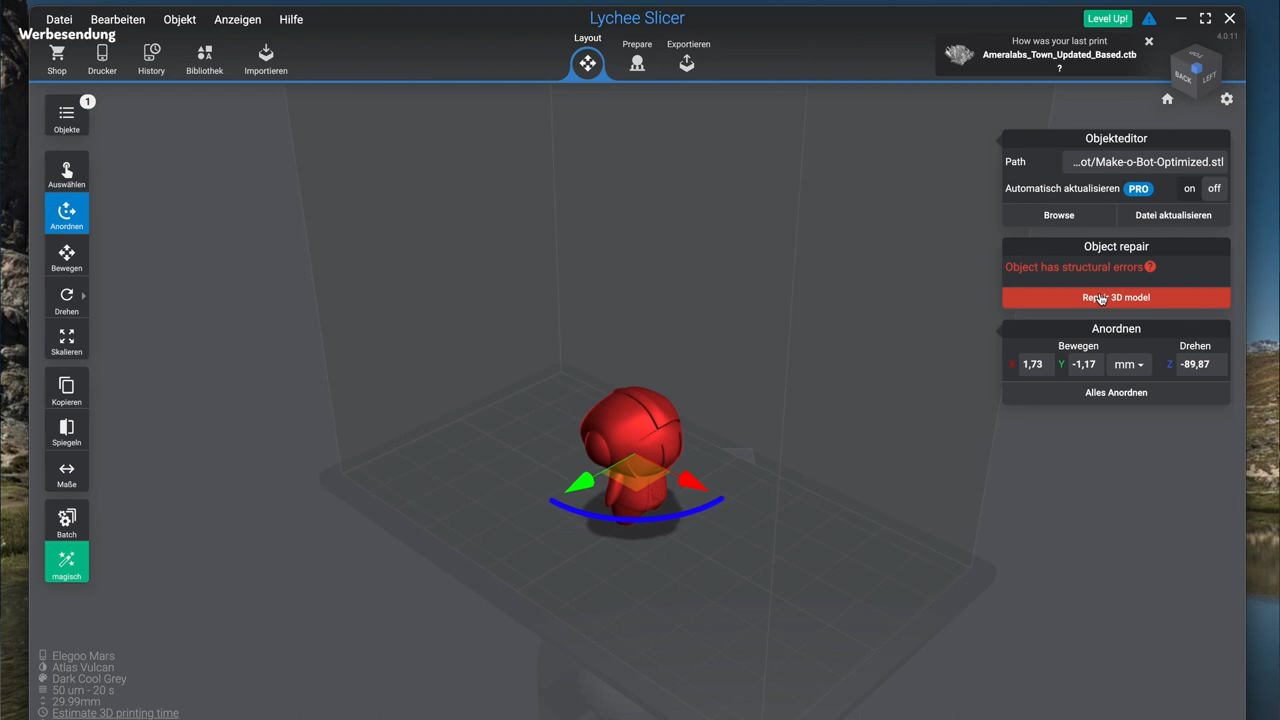 Datei Bearbeiten Objekt Anzeigen Hilfe
Lychee Slicer
Level Up!
Werbesendung
4.0.11
Shop
Drucker
History
Bibliothek
Importieren
Layout
Prepare
Exportieren
How was your last print
Ameralabs_Town_Updated_Based.ctb
?
BACK LEFT
1
Objekte
Auswählen
Anordnen
Bewegen
Drehen
Skalieren
Kopieren
Spiegeln
Maße
Batch
magisch
Objekteditor
Path ...ot/Make-o-Bot-Optimized.stl
Automatisch aktualisieren PRO on off
Browse Datei aktualisieren
Object repair
Object has structural errors ?
Repair 3D model
Anordnen
Bewegen Drehen
X 1,73 Y -1,17 mm Z -89,87
Alles Anordnen
Elegoo Mars
Atlas Vulcan
Dark Cool Grey
50 um - 20 s
29.99mm
Estimate 3D printing time